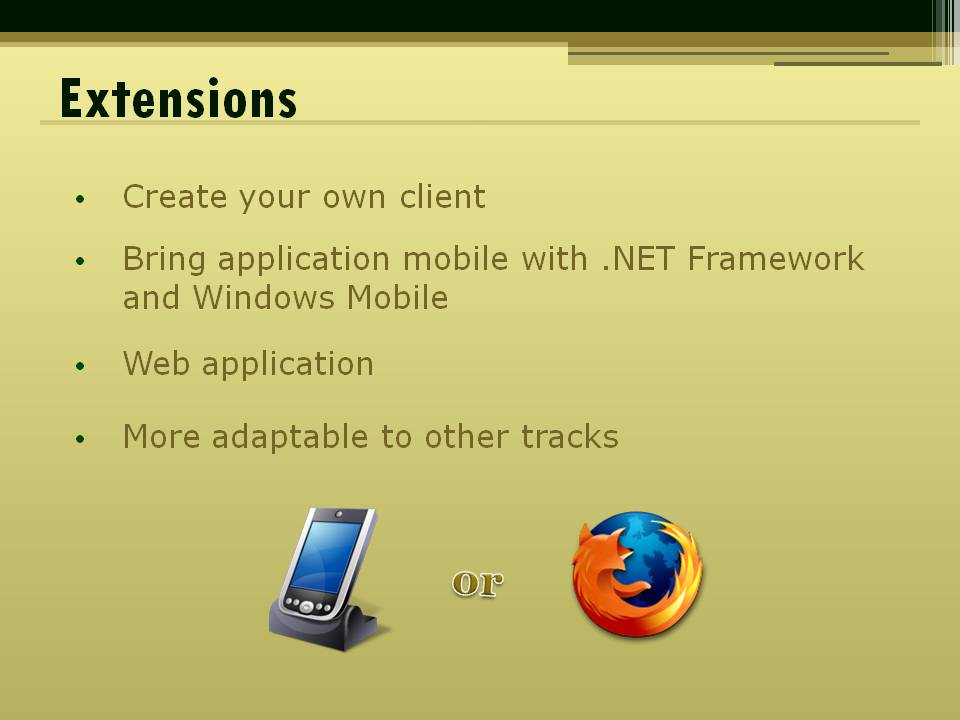 Extensions
• Create your own client
• Bring application mobile with .NET Framework
and Windows Mobile
• Web application
• More adaptable to other tracks
or